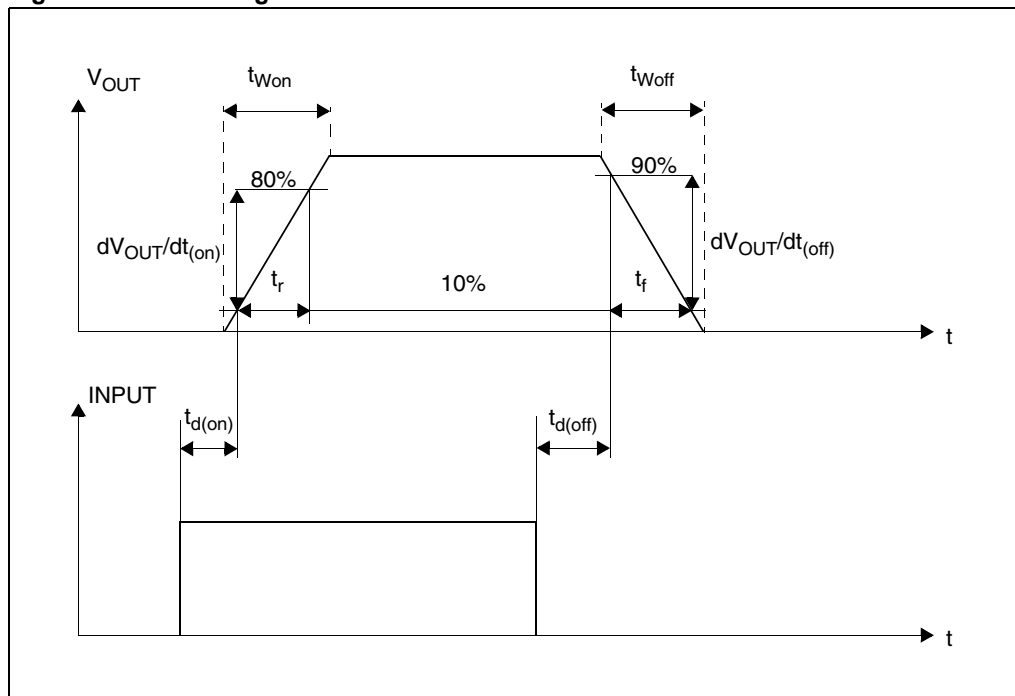 V_OUT
t_Won
t_Woff
80%
90%
dV_OUT/dt_(on)
dV_OUT/dt_(off)
t_r
10%
t_f
t
INPUT
t_d(on)
t_d(off)
t